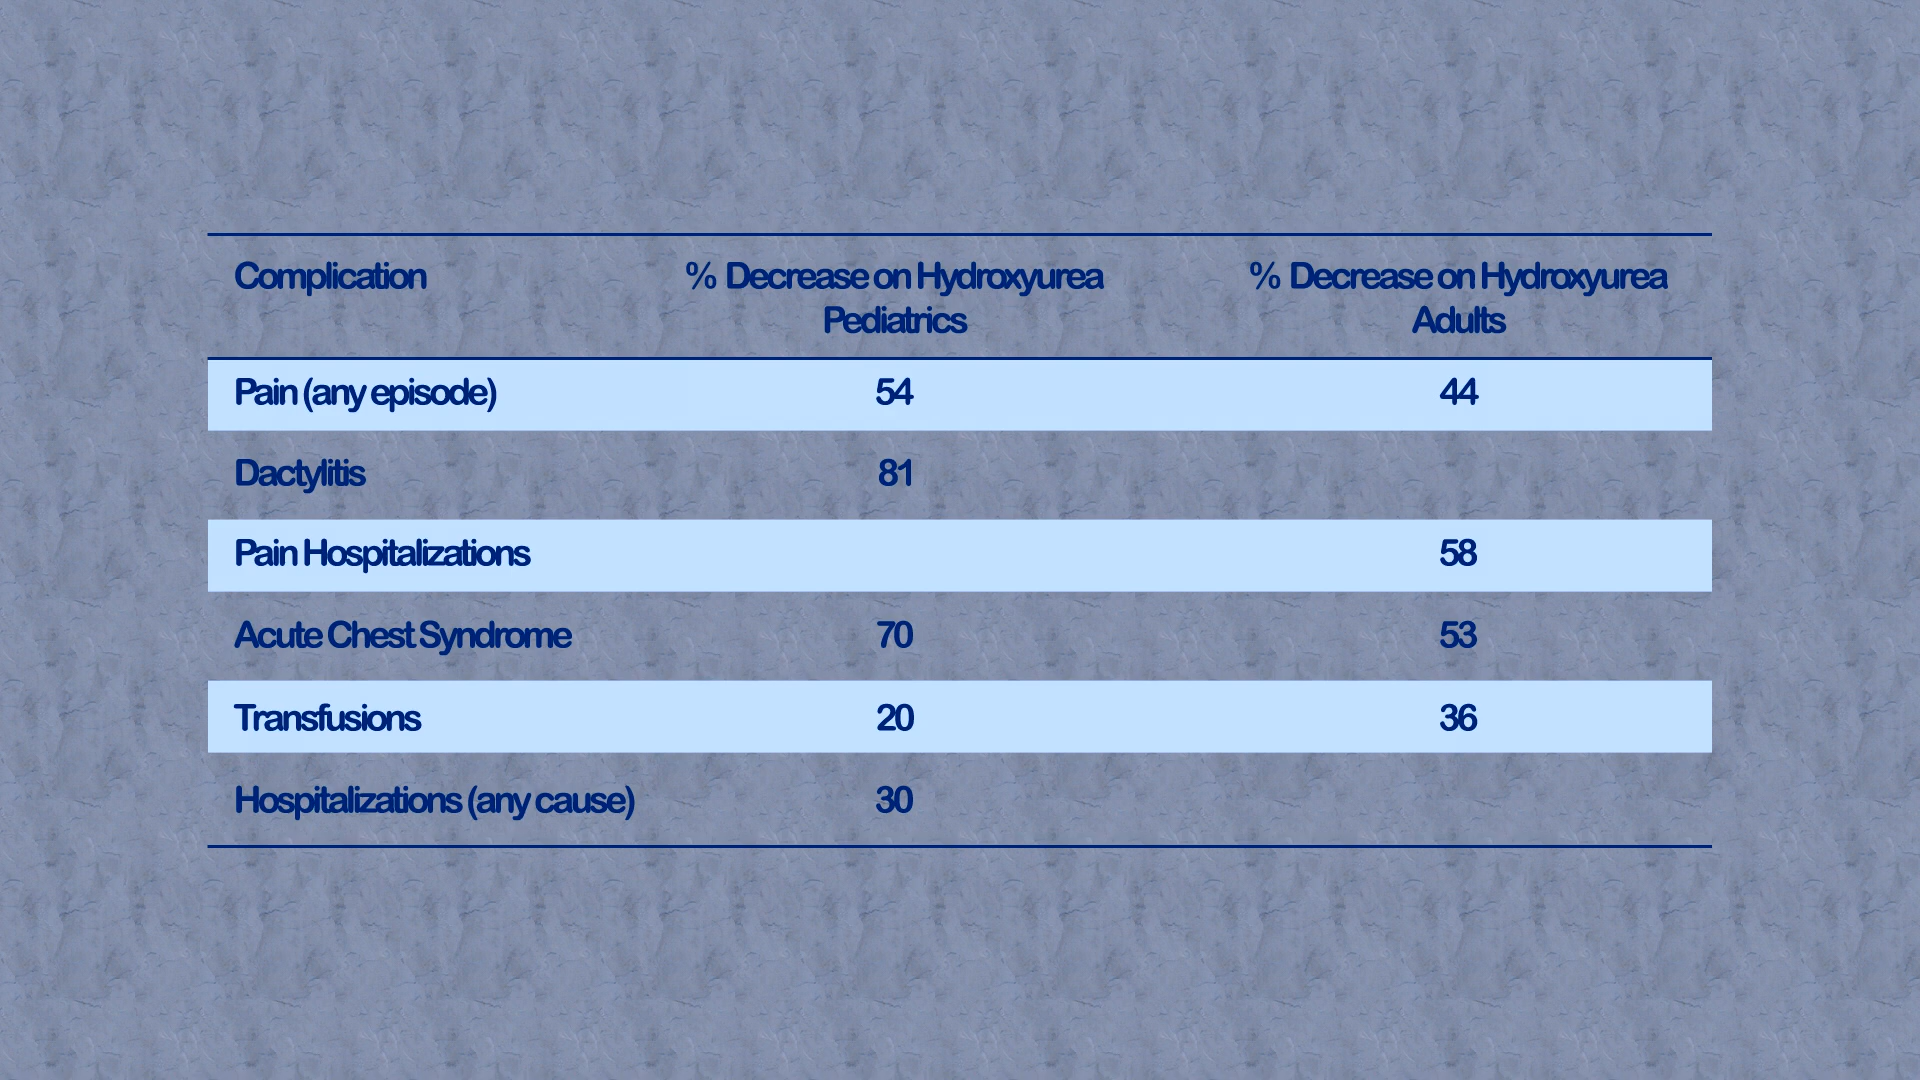 Complication % Decrease on Hydroxyurea % Decrease on Hydroxyurea
Pediatrics Adults
Pain (any episode) 54 44
Dactylitis 81
Pain Hospitalizations 58
Acute Chest Syndrome 70 53
Transfusions 20 36
Hospitalizations (any cause) 30